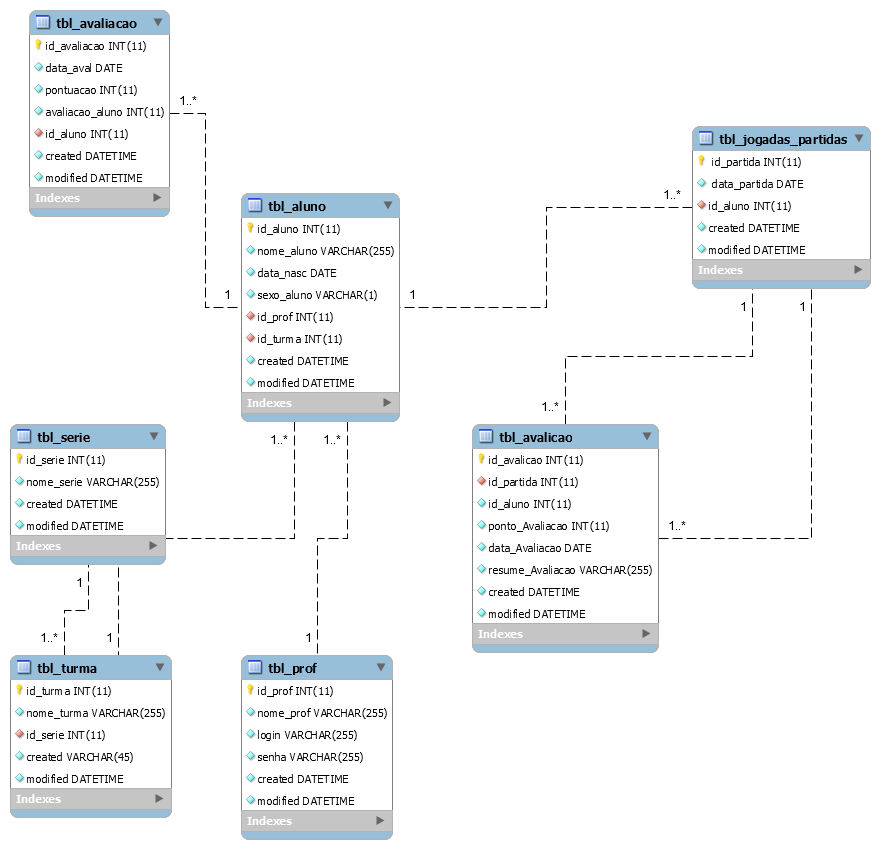 tbl_avaliacao
id_avaliacao INT(11)
data_aval DATE
pontuacao INT(11)
avaliacao_aluno INT(11)
id_aluno INT(11)
created DATETIME
modified DATETIME
Indexes
1..*
1
tbl_aluno
id_aluno INT(11)
nome_aluno VARCHAR(255)
data_nasc DATE
sexo_aluno VARCHAR(1)
id_prof INT(11)
id_turma INT(11)
created DATETIME
modified DATETIME
Indexes
1
1..*
1..*
1..*
tbl_jogadas_partidas
id_partida INT(11)
data_partida DATE
id_aluno INT(11)
created DATETIME
modified DATETIME
Indexes
1
1
1..*
1..*
tbl_avalicao
id_avalicao INT(11)
id_partida INT(11)
id_aluno INT(11)
ponto_Avaliacao INT(11)
data_Avaliacao DATE
resume_Avaliacao VARCHAR(255)
created DATETIME
modified DATETIME
Indexes
tbl_serie
id_serie INT(11)
nome_serie VARCHAR(255)
created DATETIME
modified DATETIME
Indexes
1
1..*
1
tbl_turma
id_turma INT(11)
nome_turma VARCHAR(255)
id_serie INT(11)
created VARCHAR(45)
modified DATETIME
Indexes
1
tbl_prof
id_prof INT(11)
nome_prof VARCHAR(255)
login VARCHAR(255)
senha VARCHAR(255)
created DATETIME
modified DATETIME
Indexes